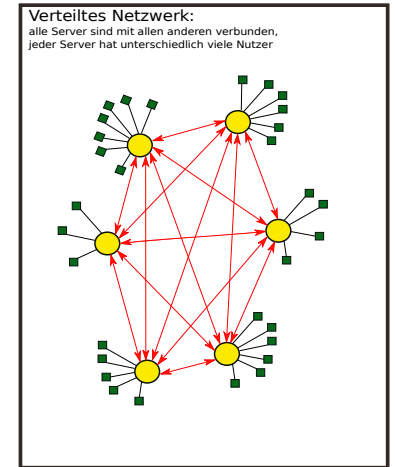 Verteiltes Netzwerk:
alle Server sind mit allen anderen verbunden,
jeder Server hat unterschiedlich viele Nutzer